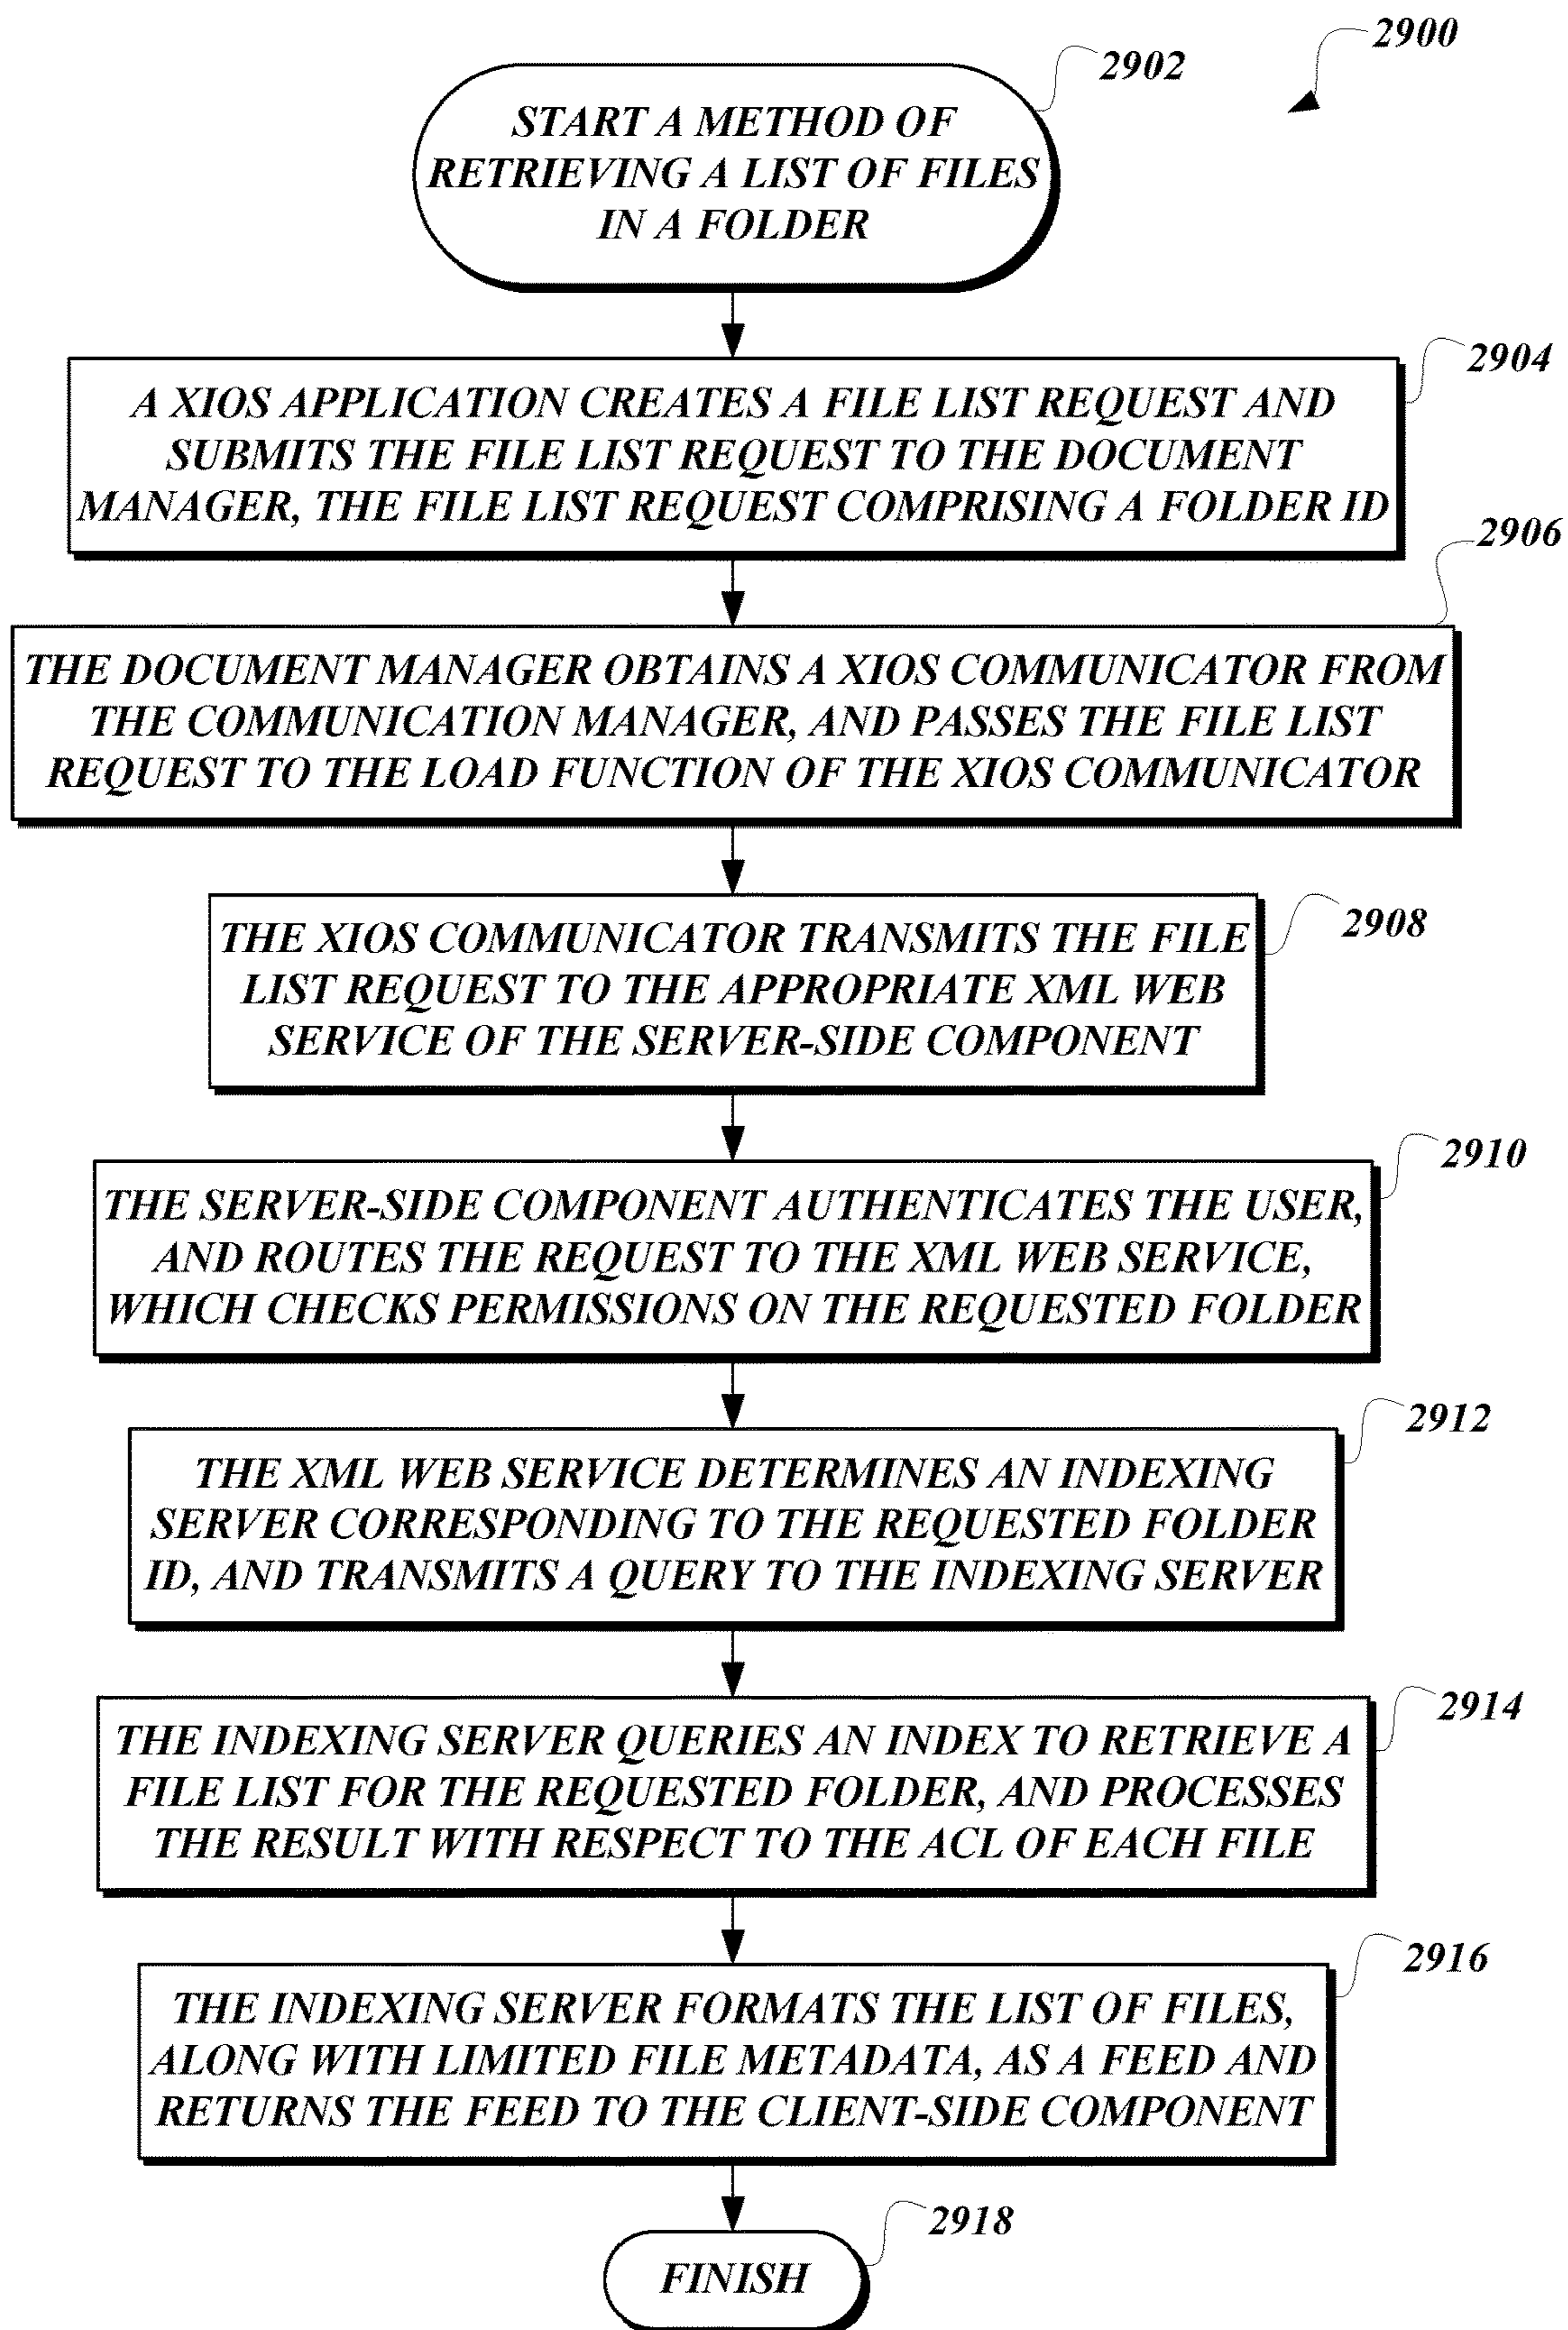 2900
2902
START A METHOD OF
RETRIEVING A LIST OF FILES
IN A FOLDER
2904
A XIOS APPLICATION CREATES A FILE LIST REQUEST AND
SUBMITS THE FILE LIST REQUEST TO THE DOCUMENT
MANAGER, THE FILE LIST REQUEST COMPRISING A FOLDER ID
2906
THE DOCUMENT MANAGER OBTAINS A XIOS COMMUNICATOR FROM
THE COMMUNICATION MANAGER, AND PASSES THE FILE LIST
REQUEST TO THE LOAD FUNCTION OF THE XIOS COMMUNICATOR
2908
THE XIOS COMMUNICATOR TRANSMITS THE FILE
LIST REQUEST TO THE APPROPRIATE XML WEB
SERVICE OF THE SERVER-SIDE COMPONENT
2910
THE SERVER-SIDE COMPONENT AUTHENTICATES THE USER,
AND ROUTES THE REQUEST TO THE XML WEB SERVICE,
WHICH CHECKS PERMISSIONS ON THE REQUESTED FOLDER
2912
THE XML WEB SERVICE DETERMINES AN INDEXING
SERVER CORRESPONDING TO THE REQUESTED FOLDER
ID, AND TRANSMITS A QUERY TO THE INDEXING SERVER
2914
THE INDEXING SERVER QUERIES AN INDEX TO RETRIEVE A
FILE LIST FOR THE REQUESTED FOLDER, AND PROCESSES
THE RESULT WITH RESPECT TO THE ACL OF EACH FILE
2916
THE INDEXING SERVER FORMATS THE LIST OF FILES,
ALONG WITH LIMITED FILE METADATA, AS A FEED AND
RETURNS THE FEED TO THE CLIENT-SIDE COMPONENT
2918
FINISH